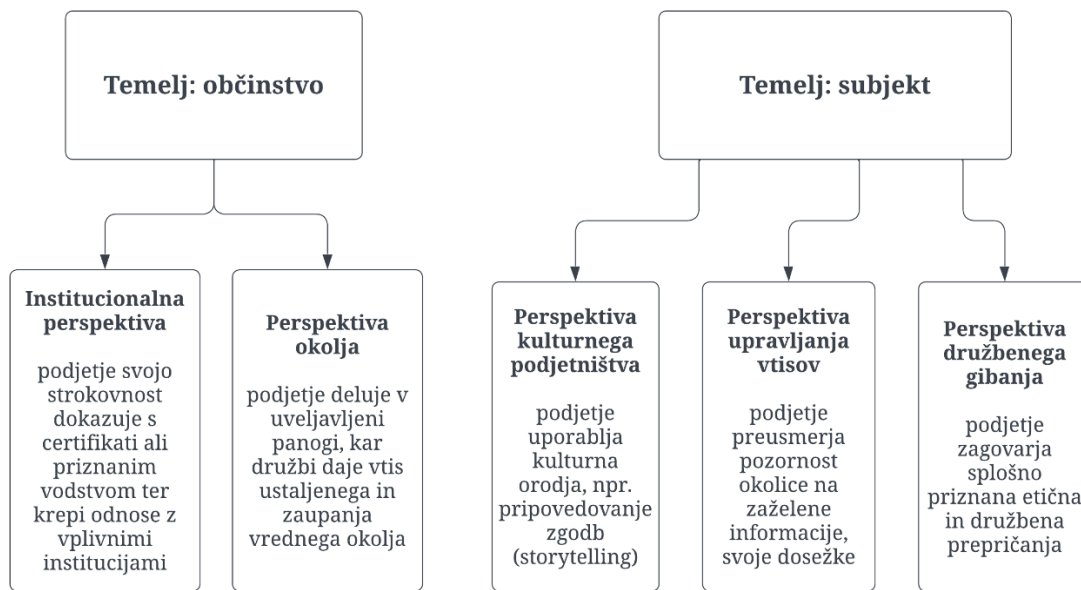 Temelj: občinstvo
Temelj: subjekt
Institucionalna
perspektiva
podjetje svojo
strokovnost
dokazuje s
certifikati ali
priznanim
vodstvom ter
krepi odnose z
vplivnimi
institucijami
Perspektiva
okolja
podjetje deluje v
uveljavljeni
panogi, kar
družbi daje vtis
ustaljenega in
zaupanja
vrednega okolja
Perspektiva
kulturnega
podjetništva
podjetje
uporablja
kulturna
orodja, npr.
pripovedovanje
zgodb
(storytelling)
Perspektiva
upravljanja
vtisov
podjetje
preusmerja
pozornost
okolice na
zaželene
informacije,
svoje dosežke
Perspektiva
družbenega
gibanja
podjetje
zagovarja
splošno
priznana etična
in družbena
prepričanja